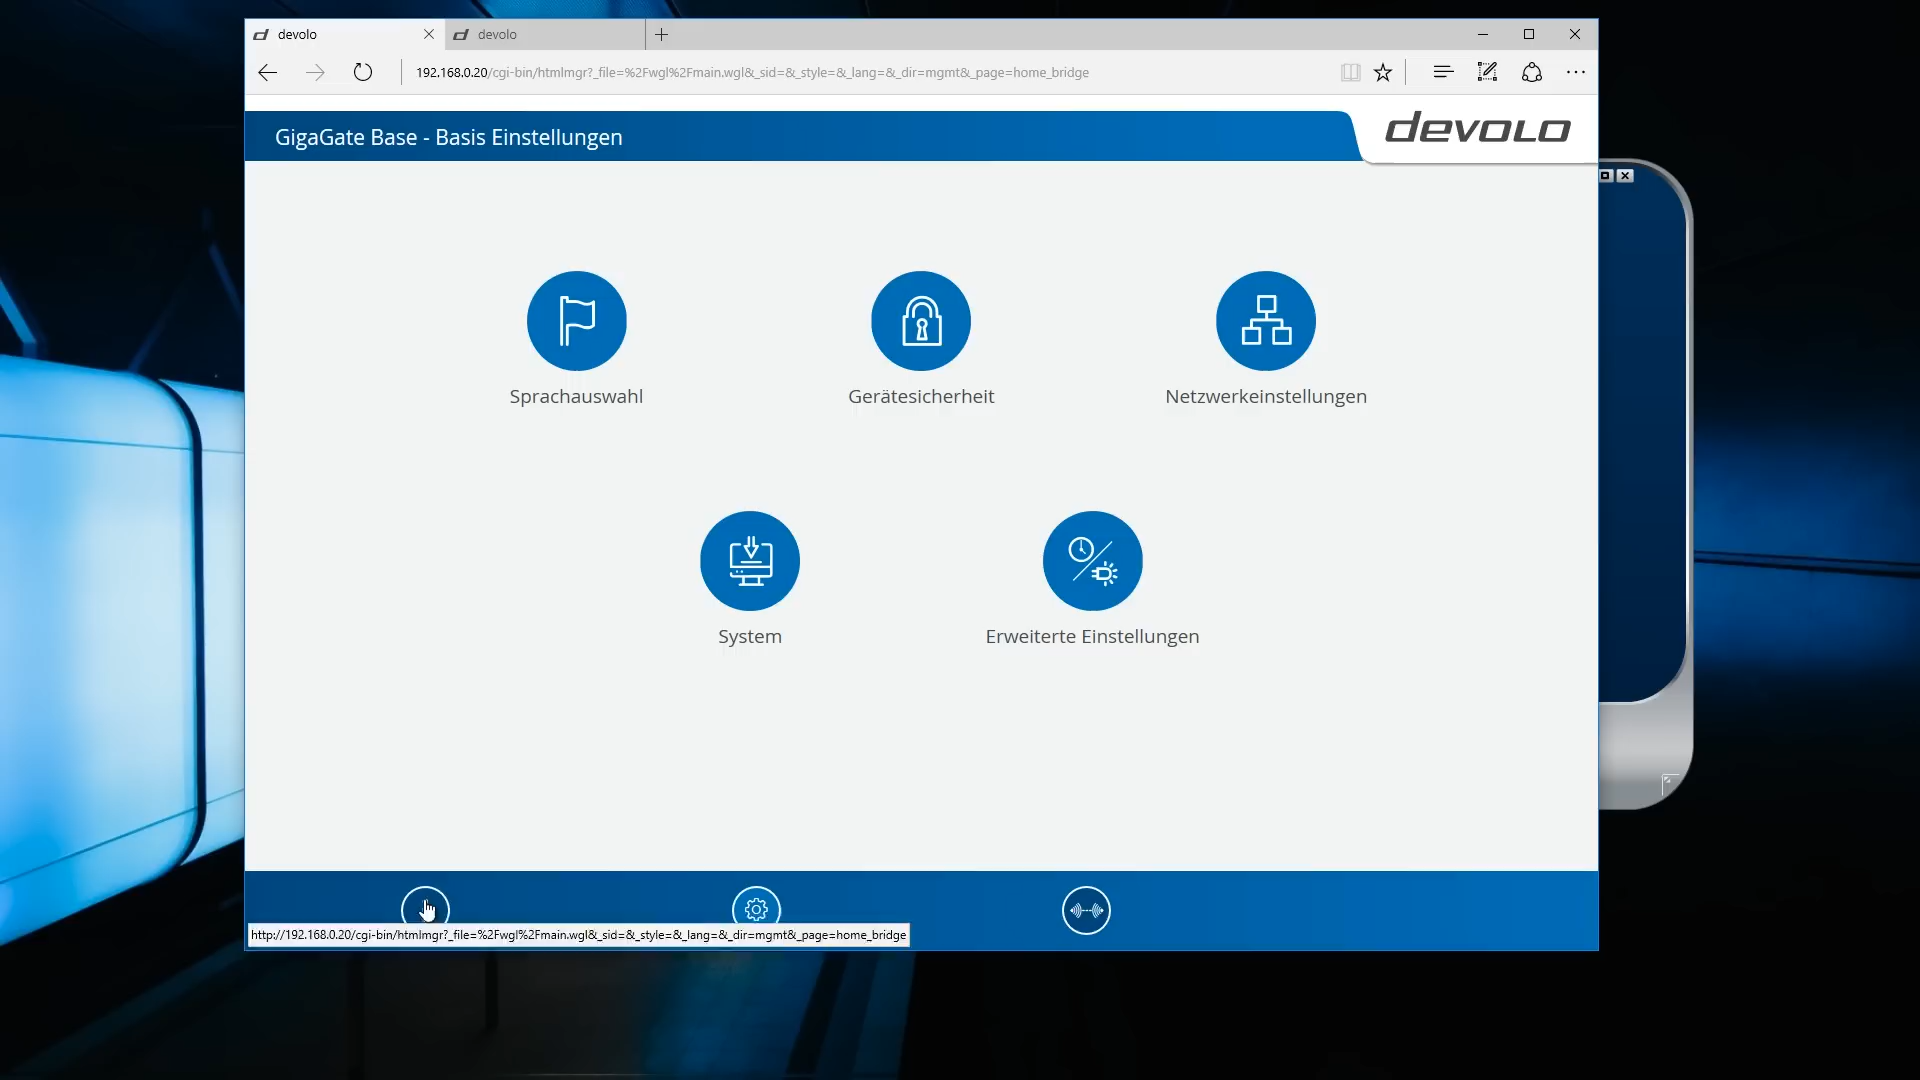 devolo
devolo
192.168.0.20/cgi-bin/htmlmgr?_file=%2Fwgl%2Fmain.wgl&_sid=&_style=&_lang=&_dir=mgmt&_page=home_bridge
GigaGate Base - Basis Einstellungen
devolo
Sprachauswahl
Gerätesicherheit
Netzwerkeinstellungen
System
Erweiterte Einstellungen
http://192.168.0.20/cgi-bin/htmlmgr?_file=%2Fwgl%2Fmain.wgl&_sid=&_style=&_lang=&_dir=mgmt&_page=home_bridge